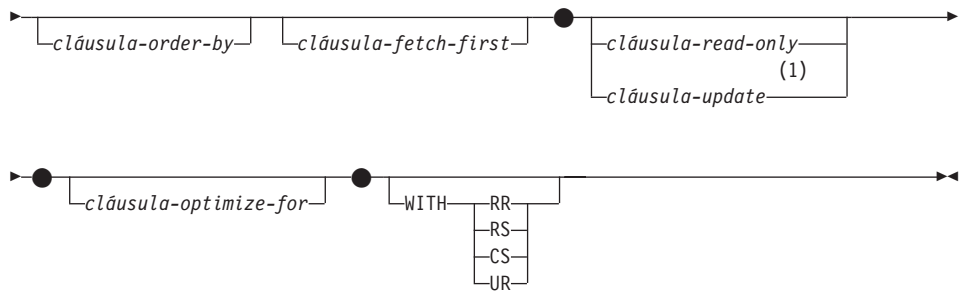 cláusula-order-by cláusula-fetch-first cláusula-read-only
(1)
cláusula-update
cláusula-optimize-for WITH RR
RS
CS
UR